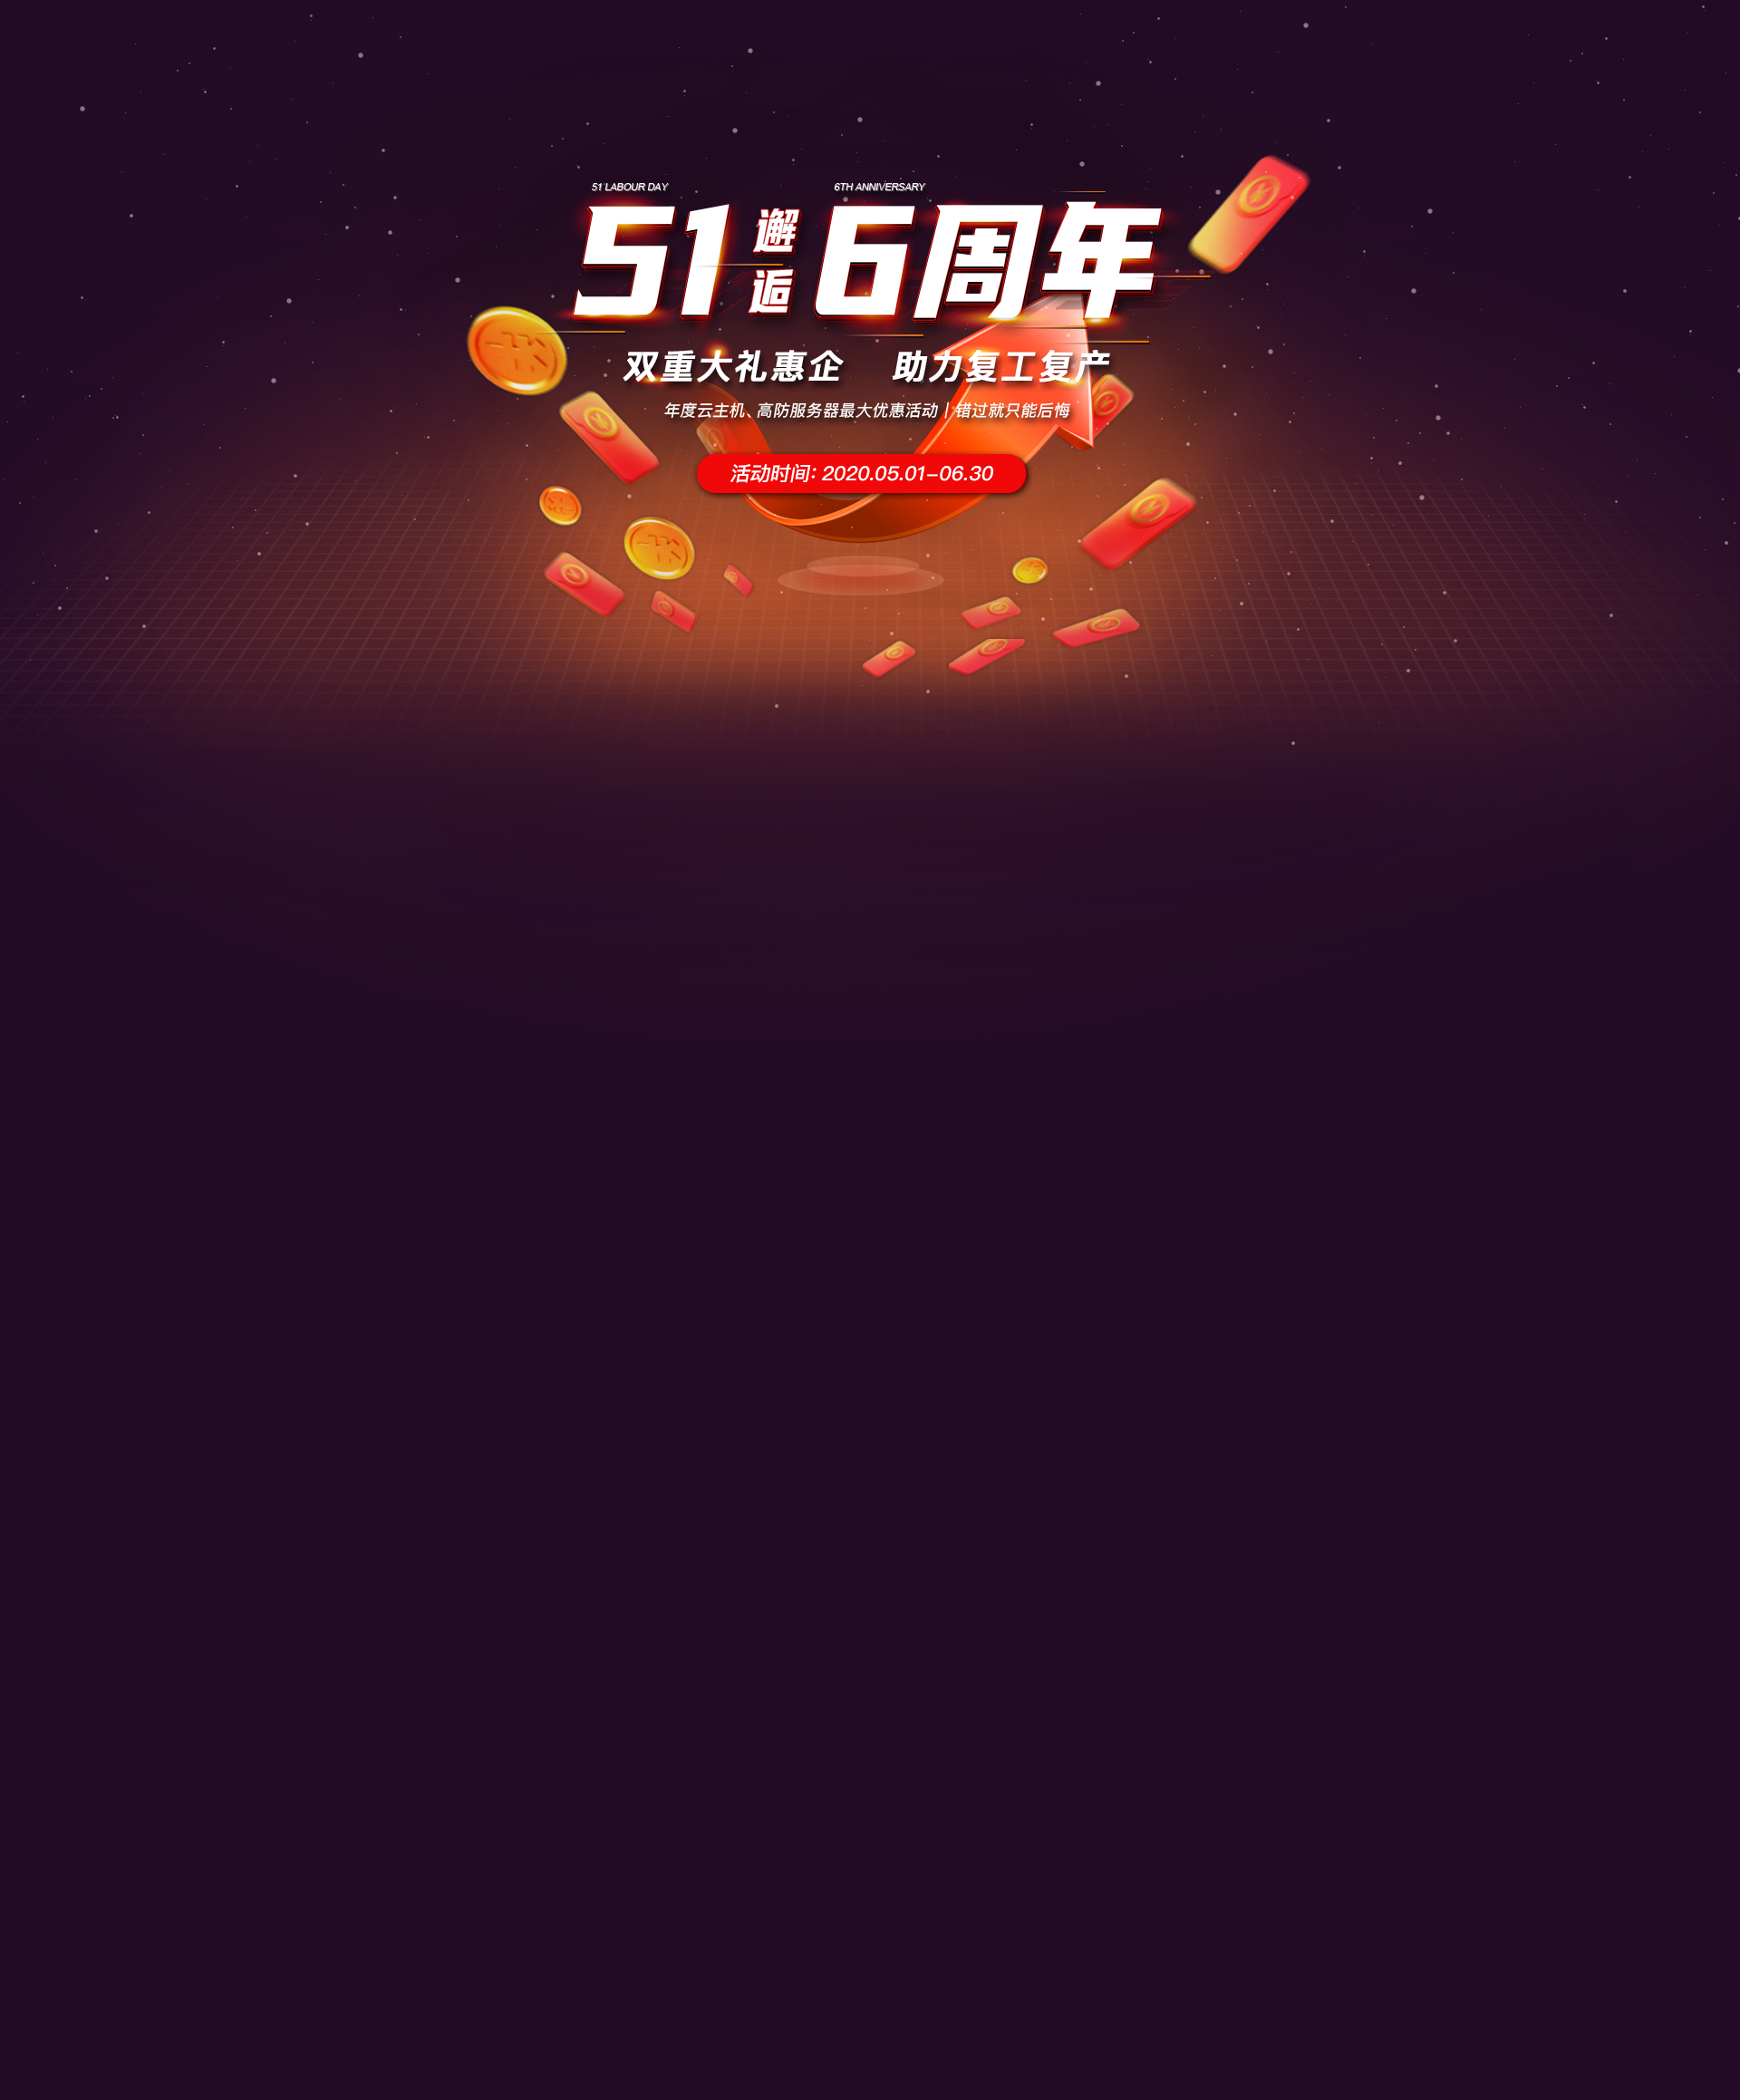 51 LABOUR DAY 6TH ANNIVERSARY
51邂逅6周年
双重大礼惠企 助力复工复产
年度云主机、高防服务器最大优惠活动|错过就只能后悔
活动时间：2020.05.01-06.30